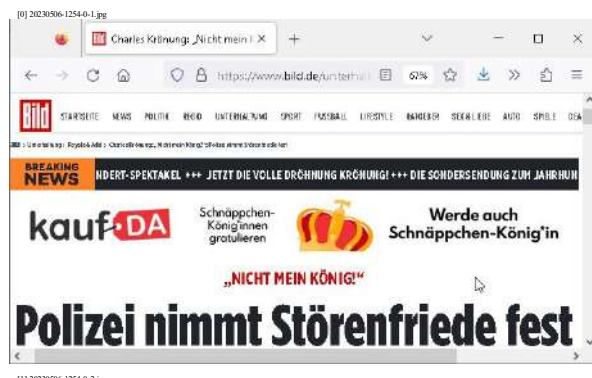 [0] 20230506-1254-0-1.jpg
Charles Krönung: „Nicht mein
https://www.bild.de/unterhal
67%
Bild
STARTSEITE NEWS POLITIK REGIO UNTERHALTUNG SPORT FUSSBALL LIFESTYLE RATGEBER SEX & LIEBE AUTO SPIELE DEA
BREAKING NEWS
NDERT-SPEKTAKEL +++ JETZT DIE VOLLE DRÖHNUNG KRÖNUNG! +++ DIE SONDERSENDUNG ZUM JAHRHUN
kaufDA
Schnäppchen-
König:innen
gratulieren
Werde auch
Schnäppchen-König*in
„NICHT MEIN KÖNIG!“
Polizei nimmt Störenfriede fest